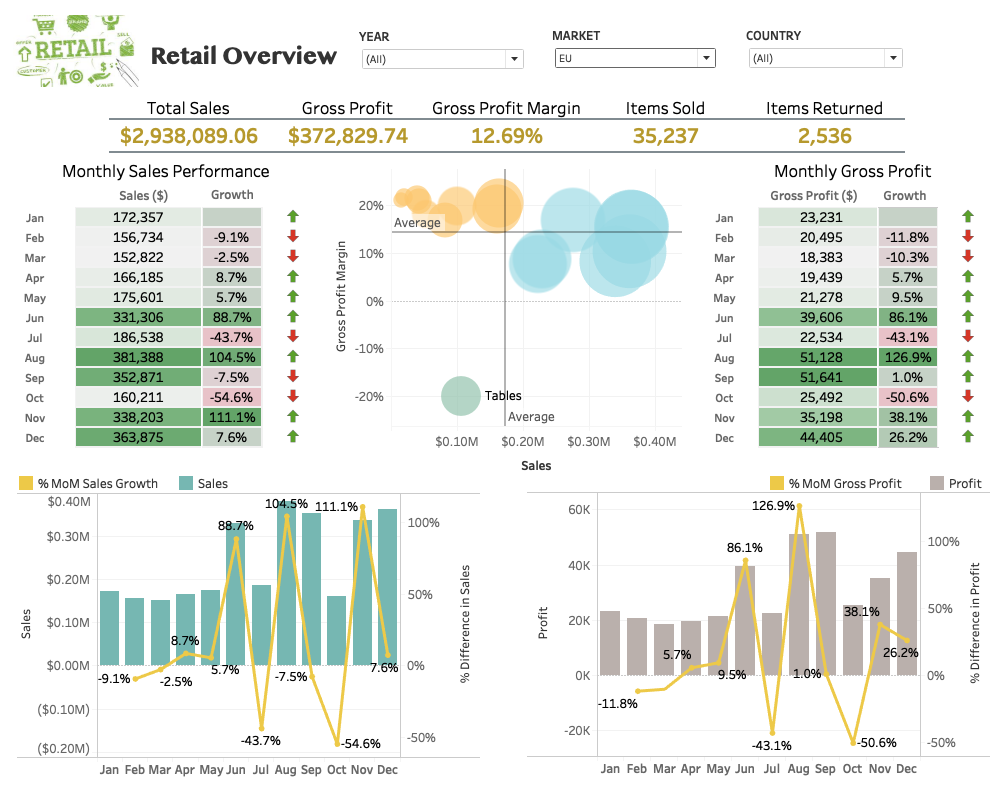 RETAIL
Retail Overview
YEAR
(All)
MARKET
EU
COUNTRY
(All)
Total Sales
$2,938,089.06
Gross Profit
$372,829.74
Gross Profit Margin
12.69%
Items Sold
35,237
Items Returned
2,536
Monthly Sales Performance
Sales ($) Growth
Jan 172,357
Feb 156,734 -9.1%
Mar 152,822 -2.5%
Apr 166,185 8.7%
May 175,601 5.7%
Jun 331,306 88.7%
Jul 186,538 -43.7%
Aug 381,388 104.5%
Sep 352,871 -7.5%
Oct 160,211 -54.6%
Nov 338,203 111.1%
Dec 363,875 7.6%
Gross Profit Margin
20%
10%
0%
-10%
-20%
Average
Tables
Average
$0.10M $0.20M $0.30M $0.40M
Sales
Monthly Gross Profit
Gross Profit ($) Growth
Jan 23,231
Feb 20,495 -11.8%
Mar 18,383 -10.3%
Apr 19,439 5.7%
May 21,278 9.5%
Jun 39,606 86.1%
Jul 22,534 -43.1%
Aug 51,128 126.9%
Sep 51,641 1.0%
Oct 25,492 -50.6%
Nov 35,198 38.1%
Dec 44,405 26.2%
% MoM Sales Growth Sales
Sales
$0.40M
$0.30M
$0.20M
$0.10M
$0.00M
($0.10M)
($0.20M)
-9.1%
-2.5%
8.7%
5.7%
88.7%
-43.7%
104.5%
-7.5%
-54.6%
111.1%
7.6%
100%
50%
0%
-50%
% Difference in Sales
Jan Feb Mar Apr May Jun Jul Aug Sep Oct Nov Dec
% MoM Gross Profit Profit
Profit
60K
40K
20K
0K
-20K
-11.8%
5.7%
9.5%
86.1%
-43.1%
126.9%
1.0%
-50.6%
38.1%
26.2%
100%
50%
0%
-50%
% Difference in Profit
Jan Feb Mar Apr May Jun Jul Aug Sep Oct Nov Dec